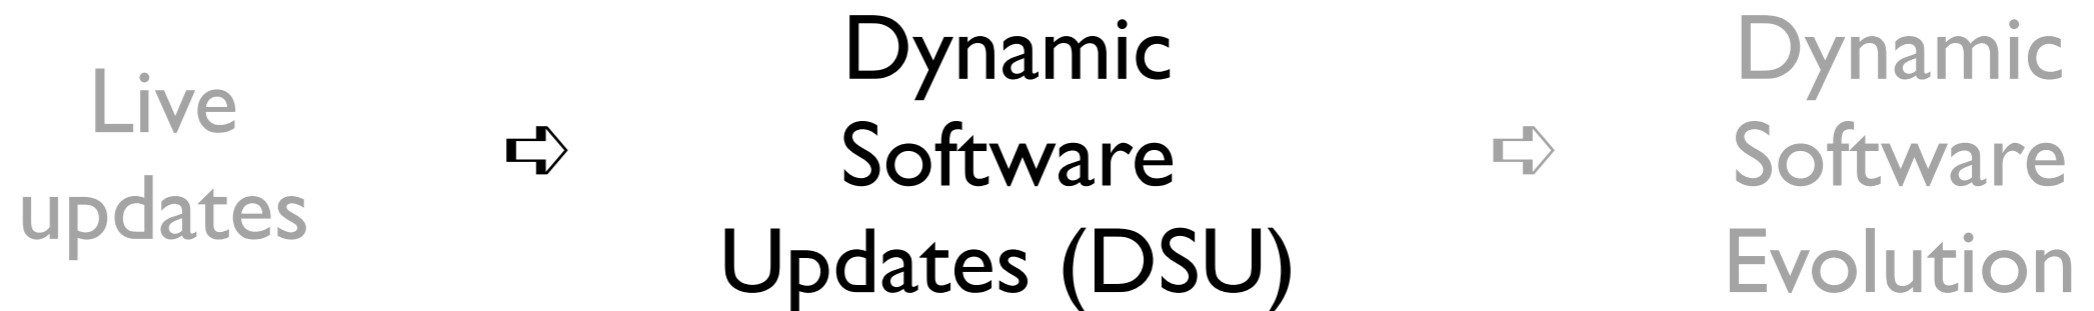 Live
updates
⇨
Dynamic
Software
Updates (DSU)
⇨
Dynamic
Software
Evolution